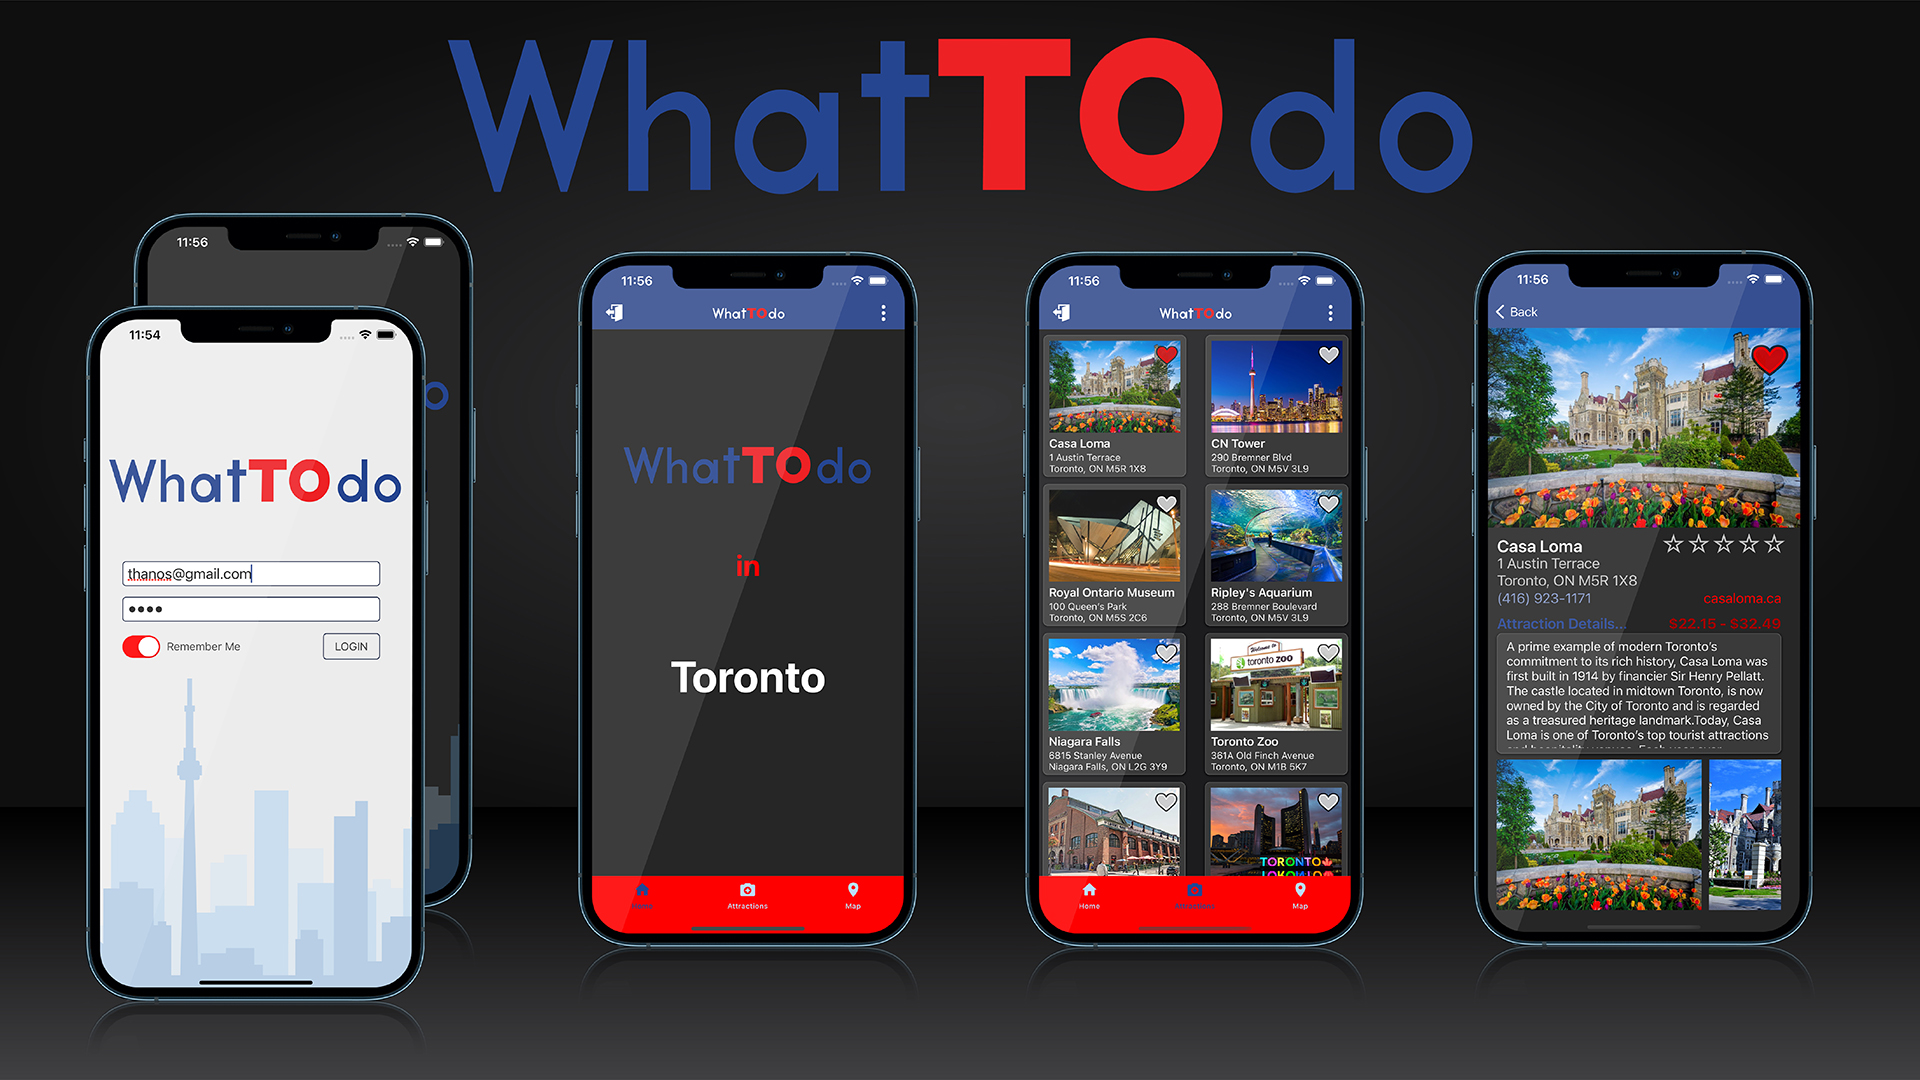 WhatTOdo
11:56
11:54
WhatTOdo
thanos@gmail.com
Remember Me
LOGIN
11:56
WhatTOdo
WhatTOdo
in
Toronto
Home
Attractions
Map
11:56
WhatTOdo
Casa Loma
1 Austin Terrace
Toronto, ON M5R 1X8
CN Tower
290 Bremner Blvd
Toronto, ON M5V 3L9
Royal Ontario Museum
100 Queen's Park
Toronto, ON M5S 2C6
Ripley's Aquarium
288 Bremner Boulevard
Toronto, ON M5V 3L9
Niagara Falls
6815 Stanley Avenue
Niagara Falls, ON L2G 3Y9
toronto zoo
Toronto Zoo
361A Old Finch Avenue
Toronto, ON M1B 5K7
TORONTO
Home
Attractions
Map
11:56
Back
Casa Loma
1 Austin Terrace
Toronto, ON M5R 1X8
(416) 923-1171
casaloma.ca
Attraction Details...
$22.15 - $32.49
A prime example of modern Toronto's
commitment to its rich history, Casa Loma was
first built in 1914 by financier Sir Henry Pellatt.
The castle located in midtown Toronto, is now
owned by the City of Toronto and is regarded
as a treasured heritage landmark.Today, Casa
Loma is one of Toronto's top tourist attractions